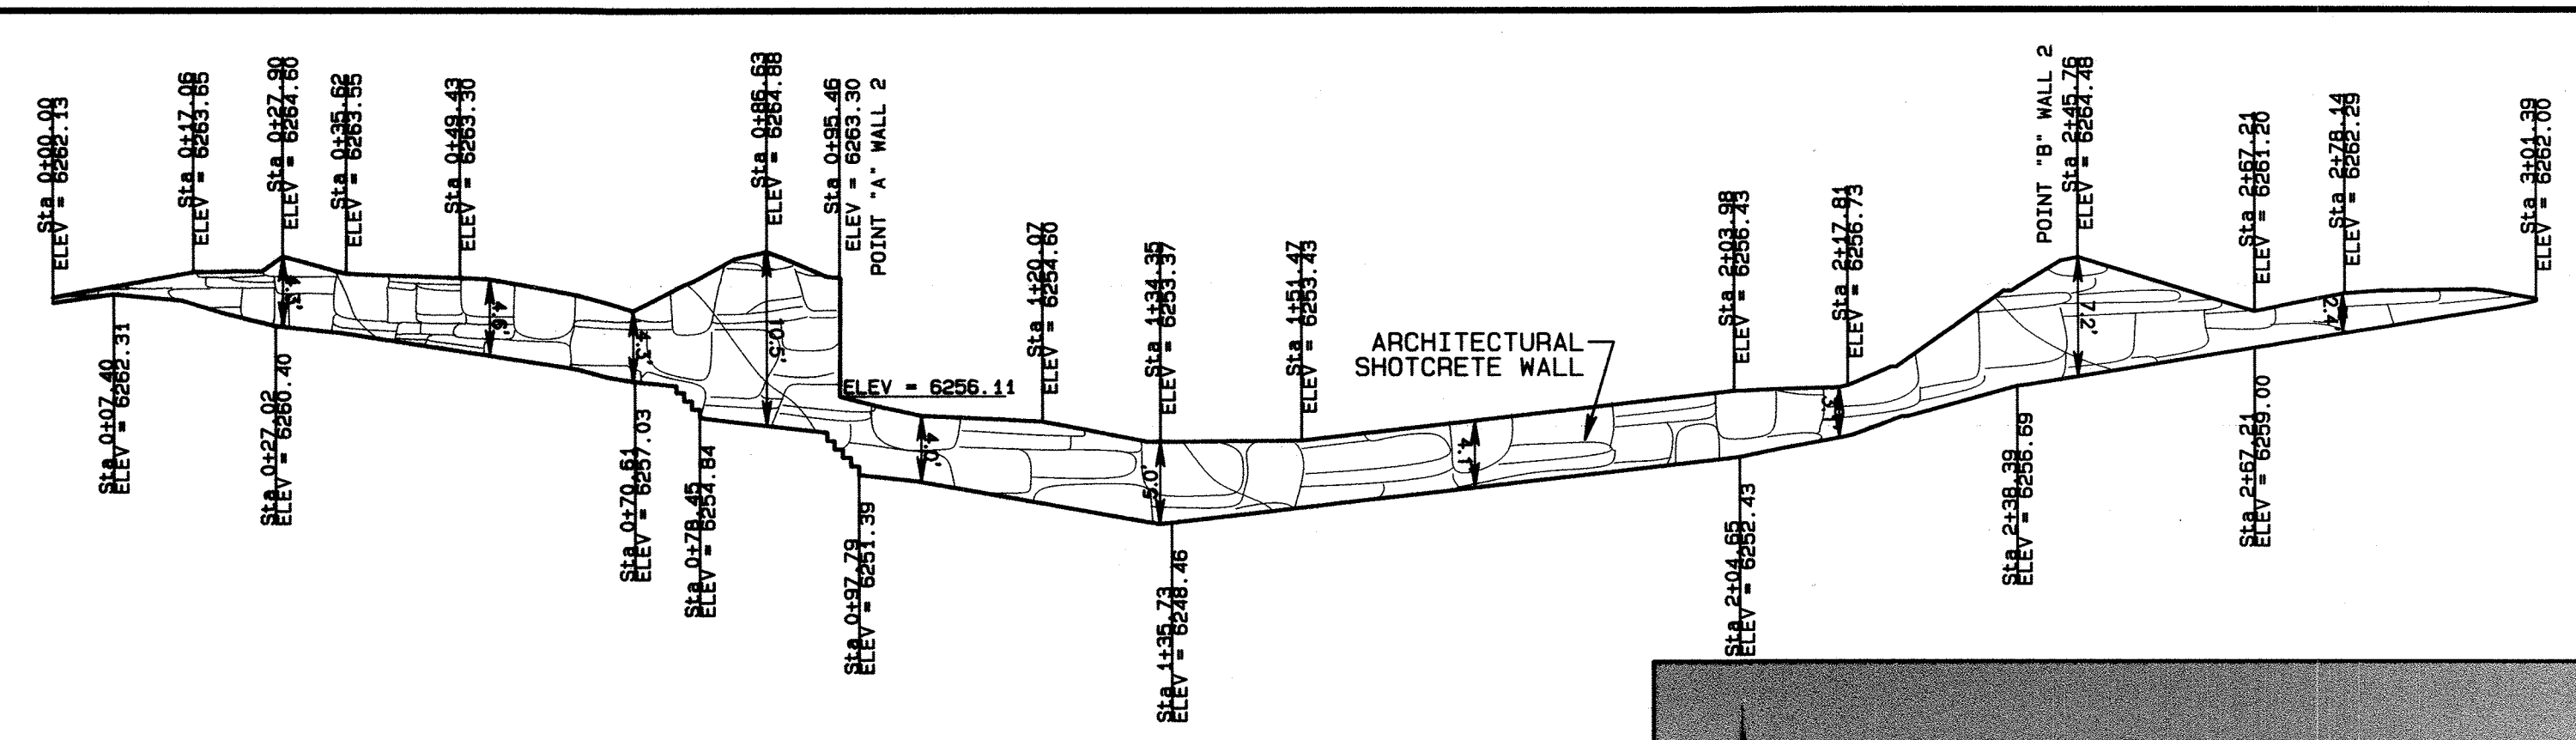 Sta 0+00.00
ELEV = 6262.13
Sta 0+17.06
ELEV = 6263.65
Sta 0+27.90
ELEV = 6264.60
Sta 0+35.62
ELEV = 6263.55
Sta 0+49.43
ELEV = 6263.30
Sta 0+86.63
ELEV = 6264.88
Sta 0+95.46
ELEV = 6263.30
POINT "A" WALL 2
Sta 1+20.07
ELEV = 6254.60
Sta 1+34.35
ELEV = 6253.37
Sta 1+51.47
ELEV = 6253.43
Sta 2+03.98
ELEV = 6256.43
Sta 2+17.81
ELEV = 6256.73
POINT "B" WALL 2
Sta 2+45.76
ELEV = 6264.48
Sta 2+67.21
ELEV = 6261.20
Sta 2+78.14
ELEV = 6262.29
Sta 3+01.39
ELEV = 6262.00
4.3'
4.6'
4.3'
10.5'
ELEV = 6256.11
4.0'
5.0'
4.1'
ARCHITECTURAL
SHOTCRETE WALL
7.2'
2.4'
Sta 0+07.40
ELEV = 6262.31
Sta 0+27.02
ELEV = 6260.40
Sta 0+70.61
ELEV = 6257.03
Sta 0+78.45
ELEV = 6254.84
Sta 0+97.79
ELEV = 6251.39
Sta 1+35.73
ELEV = 6248.46
Sta 2+04.65
ELEV = 6252.43
Sta 2+38.39
ELEV = 6256.69
Sta 2+67.21
ELEV = 6259.00